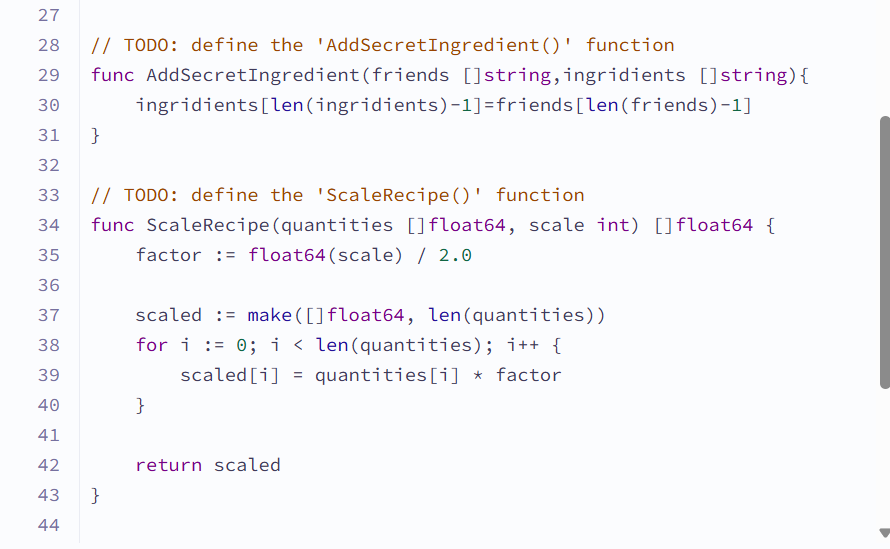 27
28 // TODO: define the 'AddSecretIngredient()' function
29 func AddSecretIngredient(friends []string,ingridients []string){
30     ingridients[len(ingridients)-1]=friends[len(friends)-1]
31 }
32
33 // TODO: define the 'ScaleRecipe()' function
34 func ScaleRecipe(quantities []float64, scale int) []float64 {
35     factor := float64(scale) / 2.0
36
37     scaled := make([]float64, len(quantities))
38     for i := 0; i < len(quantities); i++ {
39         scaled[i] = quantities[i] * factor
40     }
41
42     return scaled
43 }
44